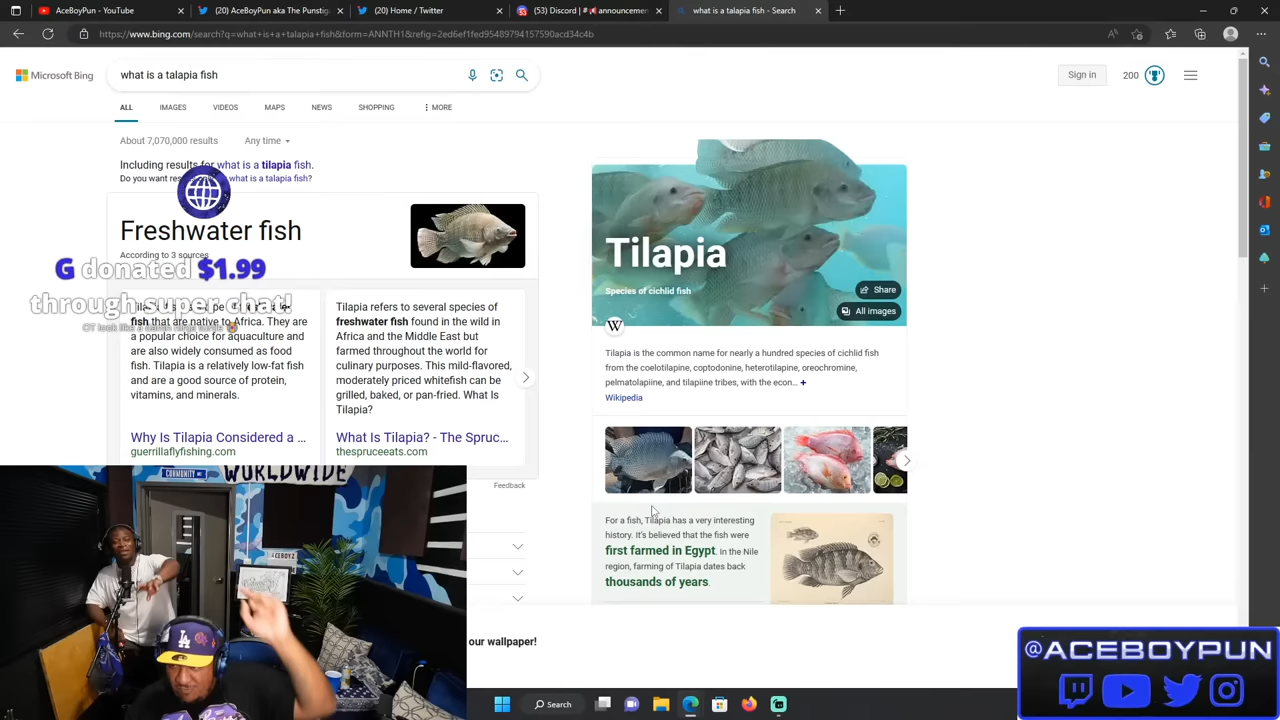 AceBoyPun - YouTube
(20) AceBoyPun aka The Punstig
(20) Home / Twitter
(53) Discord | #
announcemen
what is a talapia fish - Search
https://www.bing.com/search?q=what+is+a+talapia+fish&form=ANNTH1&refig=2ed6ef1fed95489794157590acd34c4b
Microsoft Bing
what is a talapia fish
Sign in
200
ALL
IMAGES
VIDEOS
MAPS
NEWS
SHOPPING
MORE
About 7,070,000 results
Any time
Including results for what is a tilapia fish.
Do you want res
what is a talapia fish?
Freshwater fish
According to 3 sources
G donated $1.99
through super chat!
fish that are native to Africa. They are
a popular choice for aquaculture and
are also widely consumed as food
fish. Tilapia is a relatively low-fat fish
and are a good source of protein,
vitamins, and minerals.
Why Is Tilapia Considered a ...
guerrillaflyfishing.com
Tilapia refers to several species of
freshwater fish found in the wild in
Africa and the Middle East but
farmed throughout the world for
culinary purposes. This mild-flavored,
moderately priced whitefish can be
grilled, baked, or pan-fried. What Is
Tilapia?
What Is Tilapia? - The Spruc...
thespruceeats.com
Feedback
Tilapia
Species of cichlid fish
Share
All images
W
Tilapia is the common name for nearly a hundred species of cichlid fish
from the coelotilapine, coptodonine, heterotilapine, oreochromine,
pelmatolapiine, and tilapiine tribes, with the econ... +
Wikipedia
For a fish, Tilapia has a very interesting
history. It's believed that the fish were
first farmed in Egypt. In the Nile
region, farming of Tilapia dates back
thousands of years.
our wallpaper!
WORLDWIDE
COMMUNITY
ACEBOYZ
LA
@ACEBOYPUN
Search